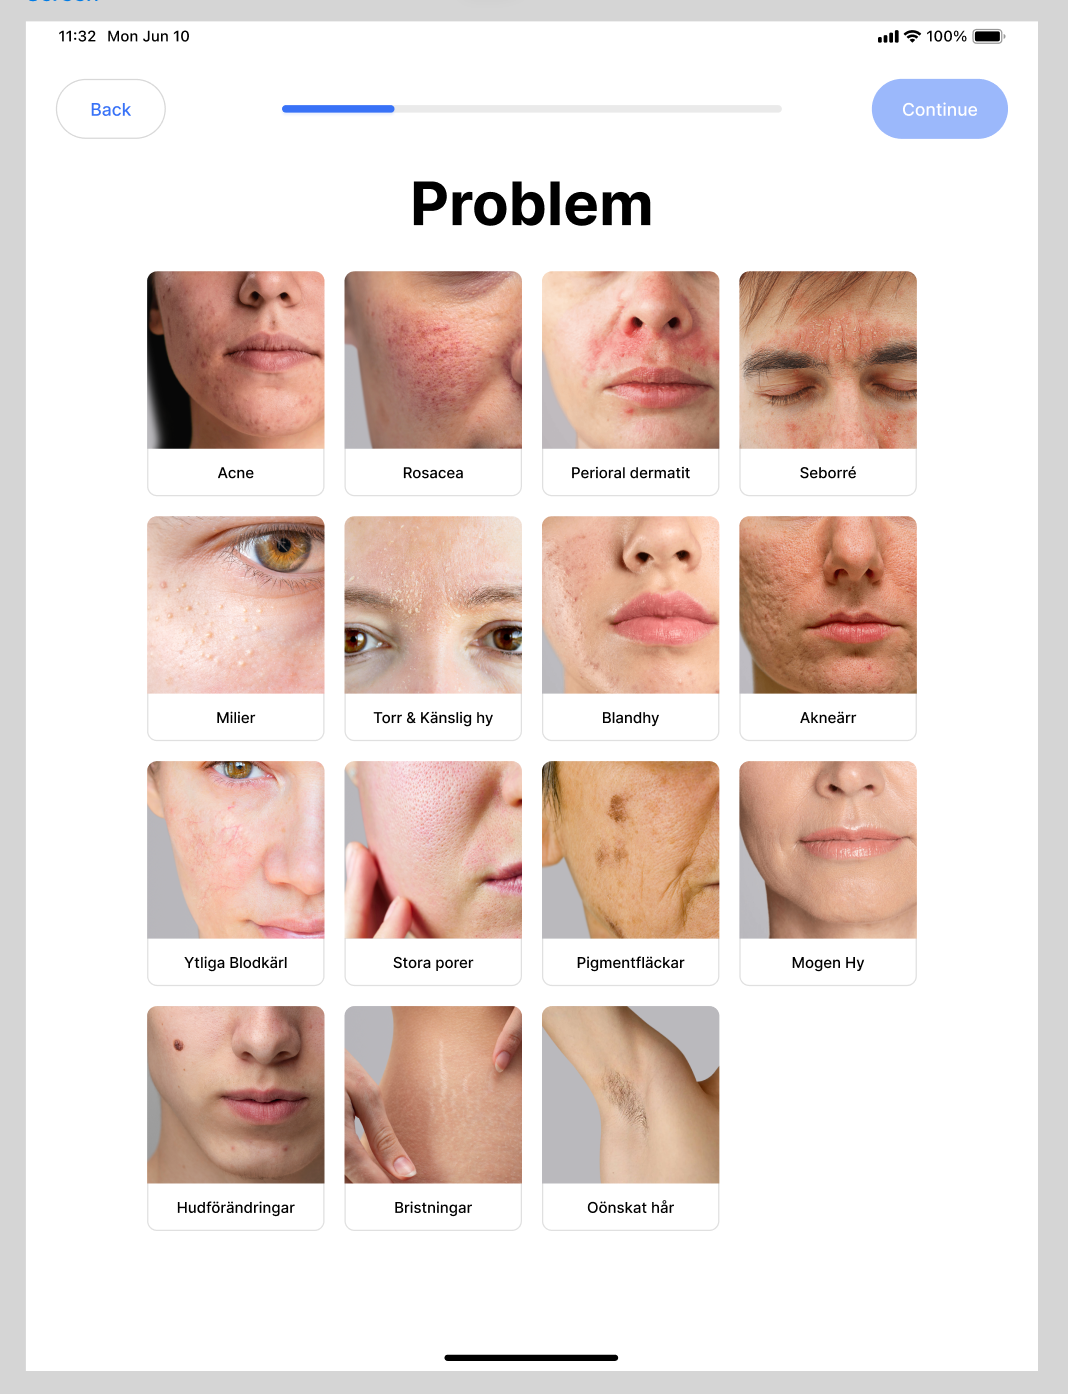 11:32 Mon Jun 10
100%
Back
Continue
Problem
Acne
Rosacea
Perioral dermatit
Seborré
Milier
Torr & Känslig hy
Blandhy
Akneärr
Ytliga Blodkärl
Stora porer
Pigmentfläckar
Mogen Hy
Hudförändringar
Bristningar
Oönskat hår